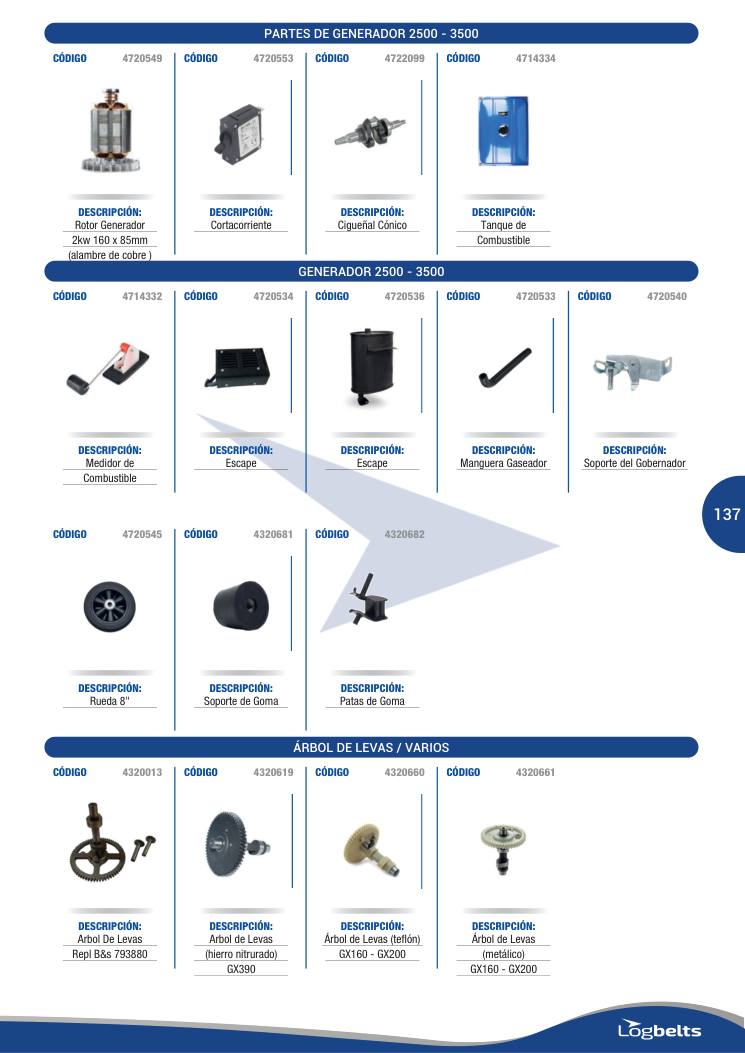 PARTES DE GENERADOR 2500 - 3500
CÓDIGO 4720549
DESCRIPCIÓN:
Rotor Generador
2kw 160 x 85mm
(alambre de cobre )
CÓDIGO 4720553
DESCRIPCIÓN:
Cortacorriente
CÓDIGO 4722099
DESCRIPCIÓN:
Cigueñal Cónico
CÓDIGO 4714334
DESCRIPCIÓN:
Tanque de
Combustible
GENERADOR 2500 - 3500
CÓDIGO 4714332
DESCRIPCIÓN:
Medidor de
Combustible
CÓDIGO 4720534
DESCRIPCIÓN:
Escape
CÓDIGO 4720536
DESCRIPCIÓN:
Escape
CÓDIGO 4720533
DESCRIPCIÓN:
Manguera Gaseador
CÓDIGO 4720540
DESCRIPCIÓN:
Soporte del Gobernador
137
CÓDIGO 4720545
DESCRIPCIÓN:
Rueda 8"
CÓDIGO 4320681
DESCRIPCIÓN:
Soporte de Goma
CÓDIGO 4320682
DESCRIPCIÓN:
Patas de Goma
ÁRBOL DE LEVAS / VARIOS
CÓDIGO 4320013
DESCRIPCIÓN:
Arbol De Levas
Repl B&s 793880
CÓDIGO 4320619
DESCRIPCIÓN:
Arbol de Levas
(hierro nitrurado)
GX390
CÓDIGO 4320660
DESCRIPCIÓN:
Árbol de Levas (teflón)
GX160 - GX200
CÓDIGO 4320661
DESCRIPCIÓN:
Árbol de Levas
(metálico)
GX160 - GX200
Logbelts